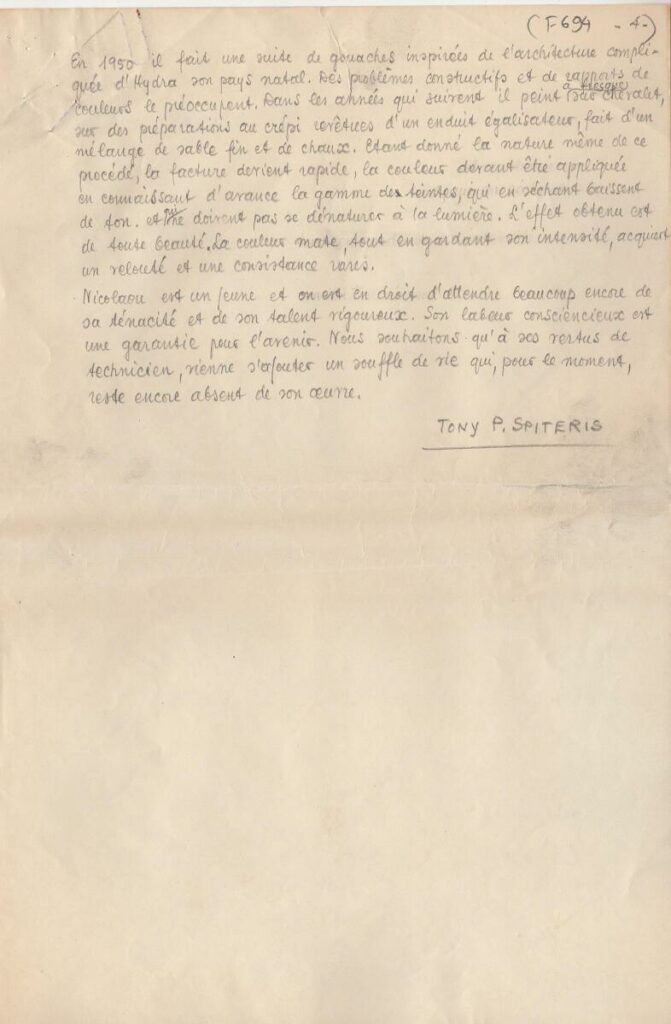 (F694 -4-)
En 1950 il fait une suite de gouaches inspirées de l'architecture compli-
quée d'Hydra son pays natal. Des problèmes constructifs et de rapports de
couleurs le préoccupent. Dans les années qui suivent il peint à fresque sur chevalet,
sur des préparations au crépi revêtues d'un enduit égalisateur, fait d'un
mélange de sable fin et de chaux. Etant donné la nature même de ce
procédé, la facture devient rapide, la couleur devant être appliquée
en connaissant d'avance la gamme des teintes, qui en séchant baissent
de ton. et qui ne doivent pas se dénaturer à la lumière. L'effet obtenu est
de toute beauté. La couleur mate, tout en gardant son intensité, acquiert
un velouté et une consistance rares.
Nicolaou est un jeune et on est en droit d'attendre beaucoup encore de
sa ténacité et de son talent rigoureux. Son labeur consciencieux est
une garantie pour l'avenir. Nous souhaitons qu'à ses vertus de
technicien, vienne s'ajouter un souffle de vie qui, pour le moment,
reste encore absent de son œuvre.
TONY P. SPITERIS